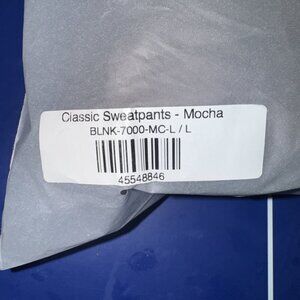 Classic Sweatpants - Mocha
BLNK-7000-MC-L / L
45548846